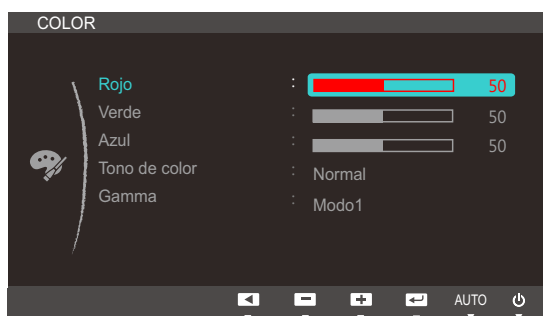 COLOR
Rojo : 50
Verde : 50
Azul : 50
Tono de color : Normal
Gamma : Modo1
AUTO